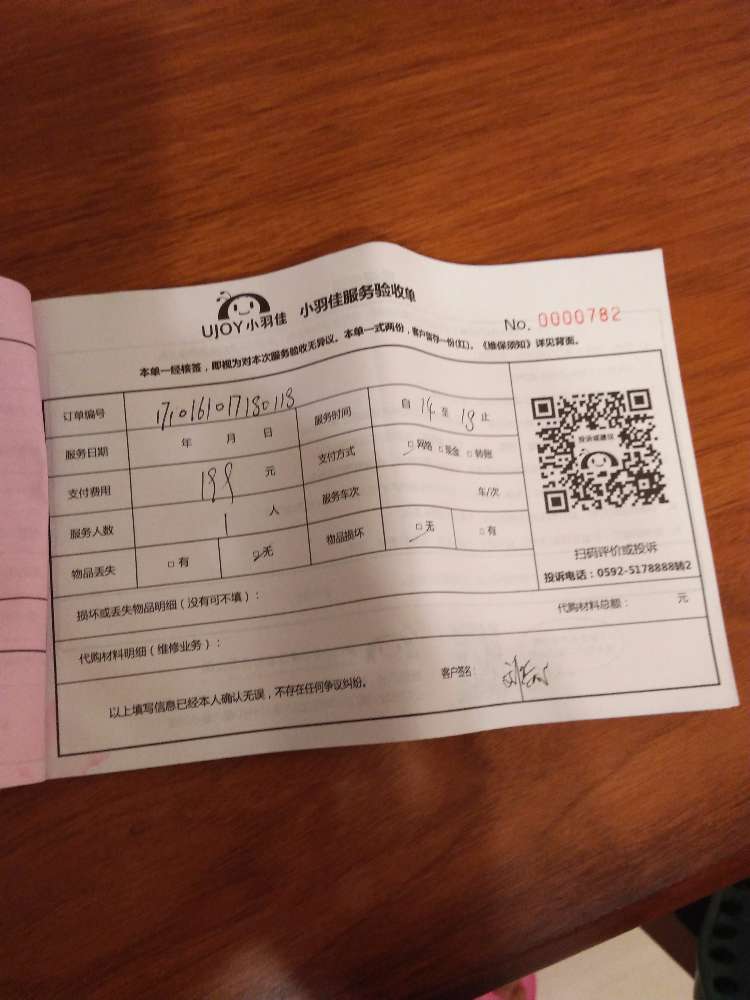 UJOY小羽佳 小羽佳服务验收单 No. 0000782
本单一经核签，即视为对本次服务验收无异议。本单一式两份，客户留存一份(红)。《维保须知》详见背面。
订单编号 1710161017180118 服务时间 自 14 至 18 止
服务日期 年 月 日 支付方式 □网络 □现金 □转账
支付费用 199 元 服务车次 车/次
服务人数 1 人 物品损坏 □无 □有
物品丢失 □有 □无
投诉或建议
扫码评价或投诉
投诉电话：0592-5178888转2
损坏或丢失物品明细（没有可不填）：
代购材料明细（维修业务）： 代购材料总额： 元
以上填写信息已经本人确认无误，不存在任何争议纠纷。 客户签名：